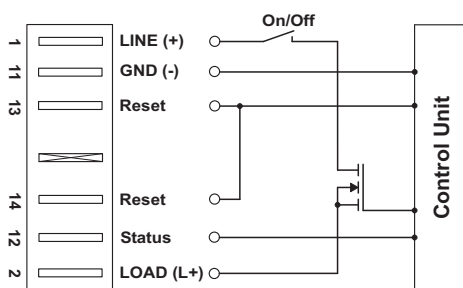 On/Off
1 LINE (+)
11 GND (-)
13 Reset
14 Reset
12 Status
2 LOAD (L+)
Control Unit